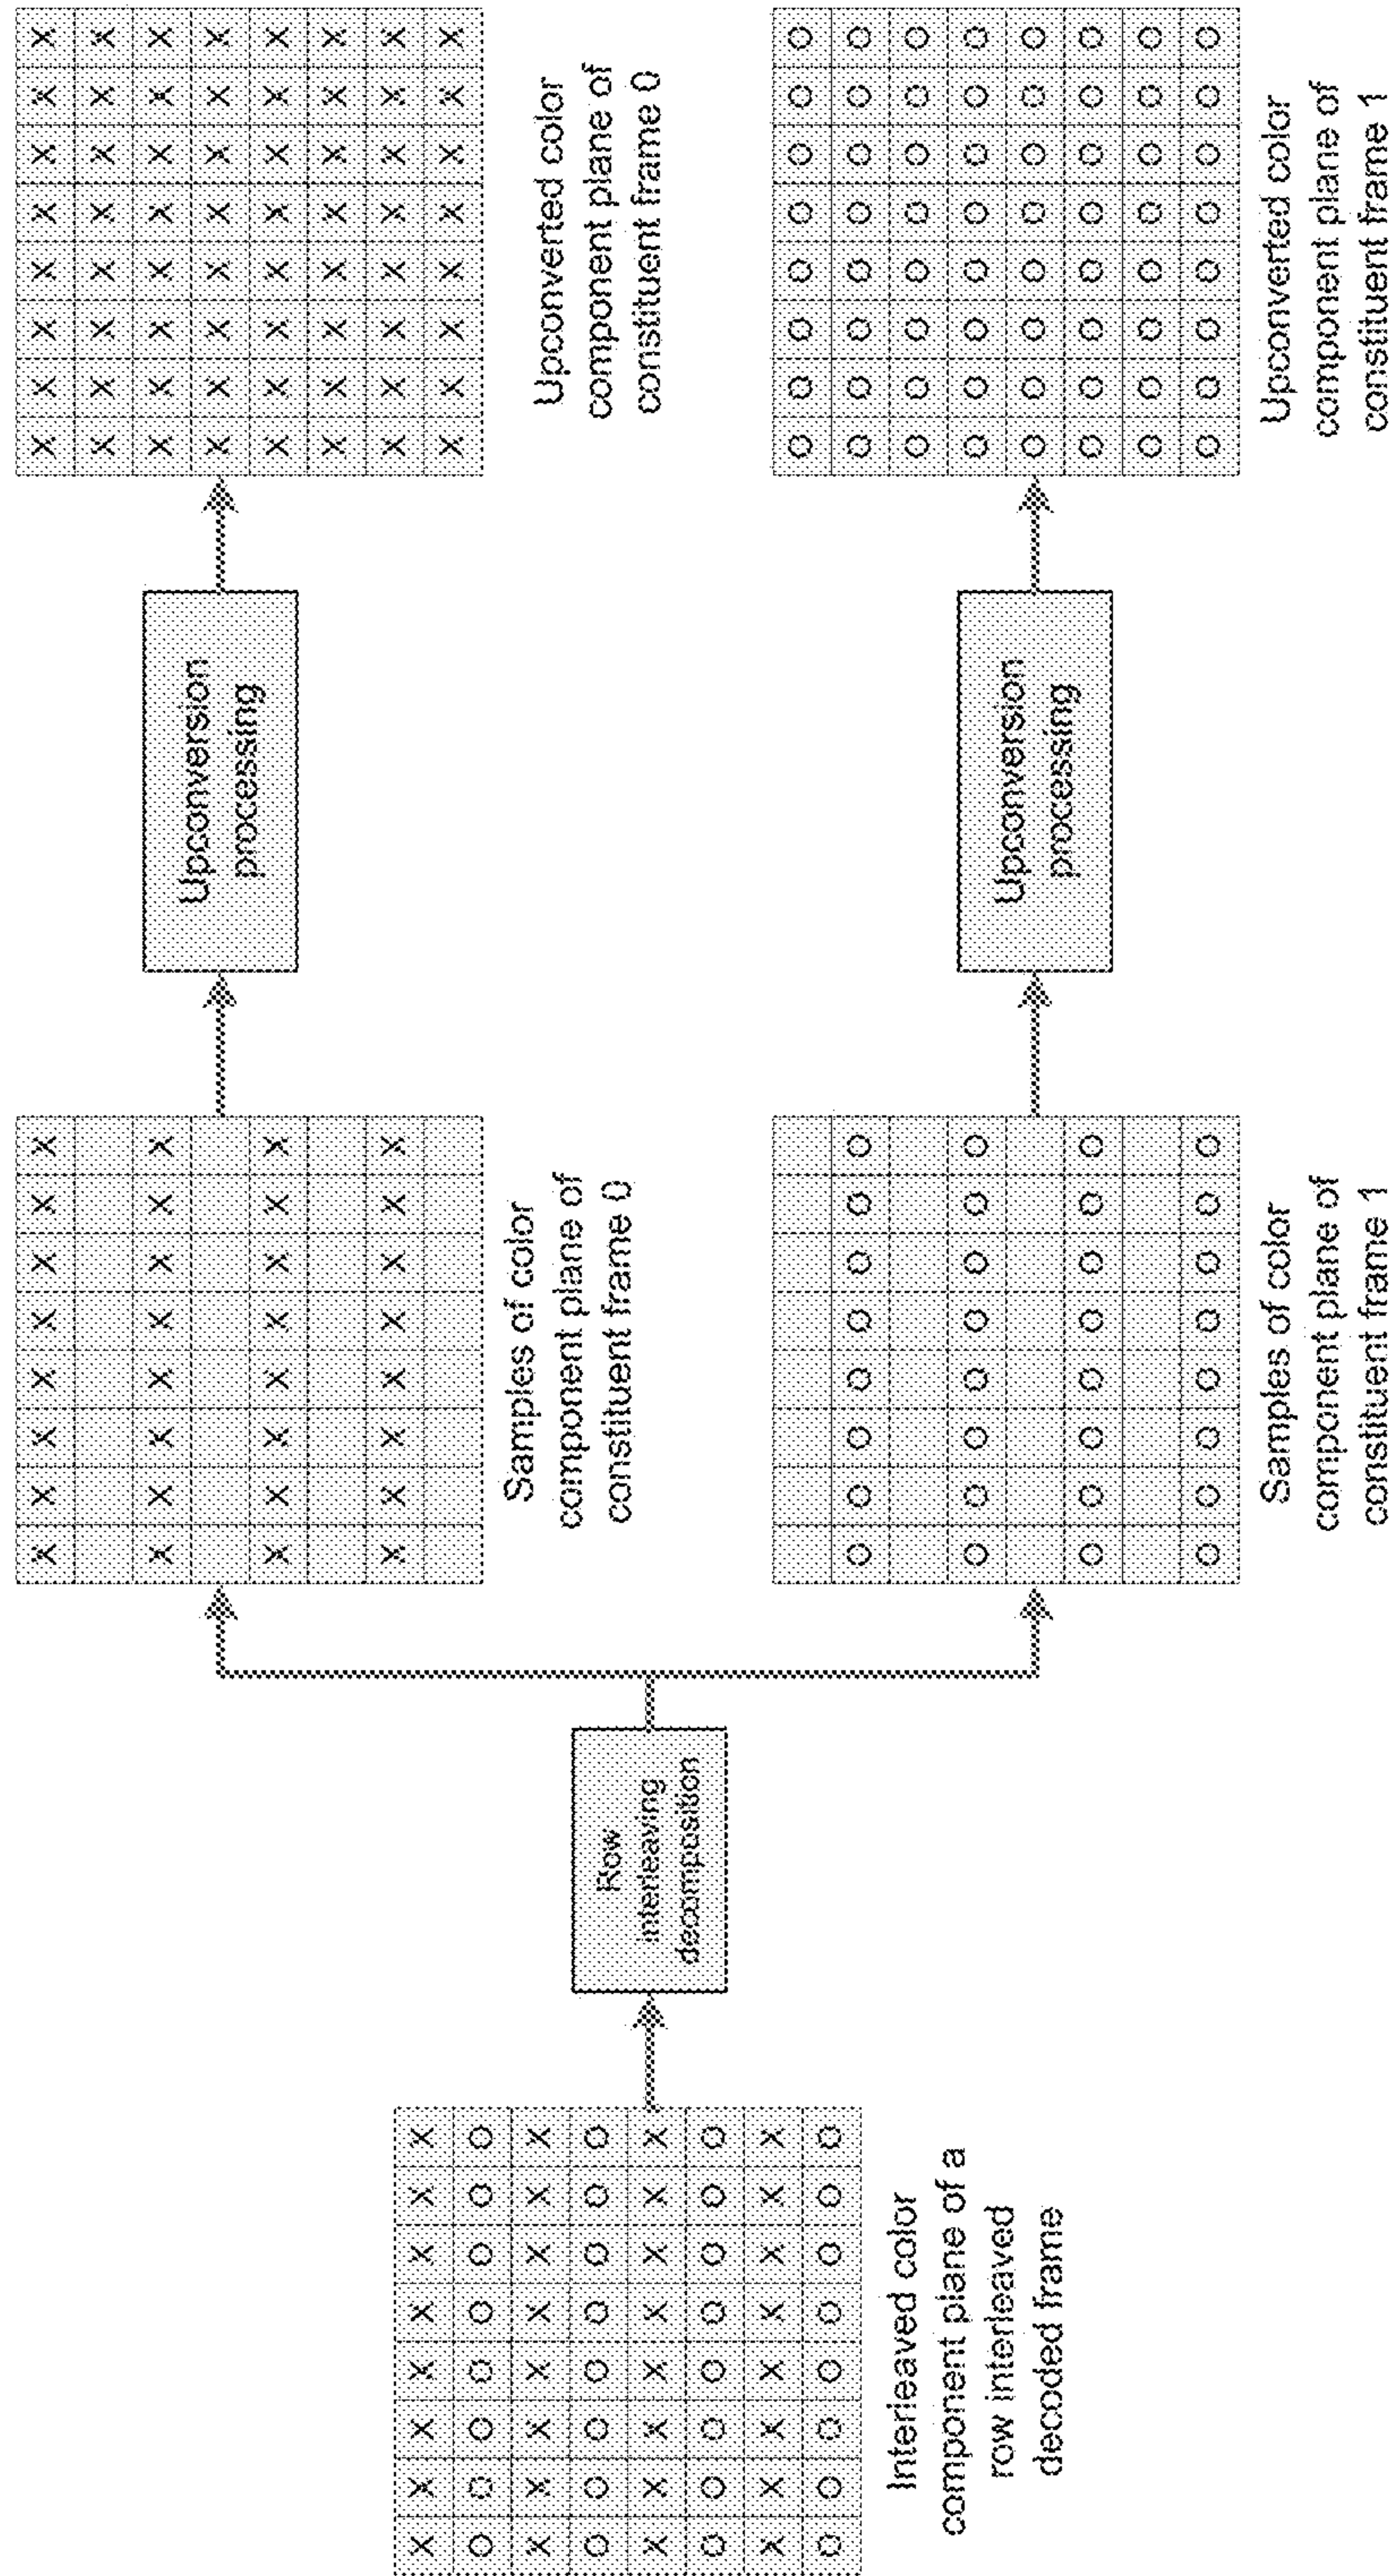 Interleaved color
component plane of a
row interleaved
decoded frame
Row
interleaving
decomposition
Samples of color
component plane of
constituent frame 0
Upconversion
processing
Upconverted color
component plane of
constituent frame 0
Samples of color
component plane of
constituent frame 1
Upconversion
processing
Upconverted color
component plane of
constituent frame 1